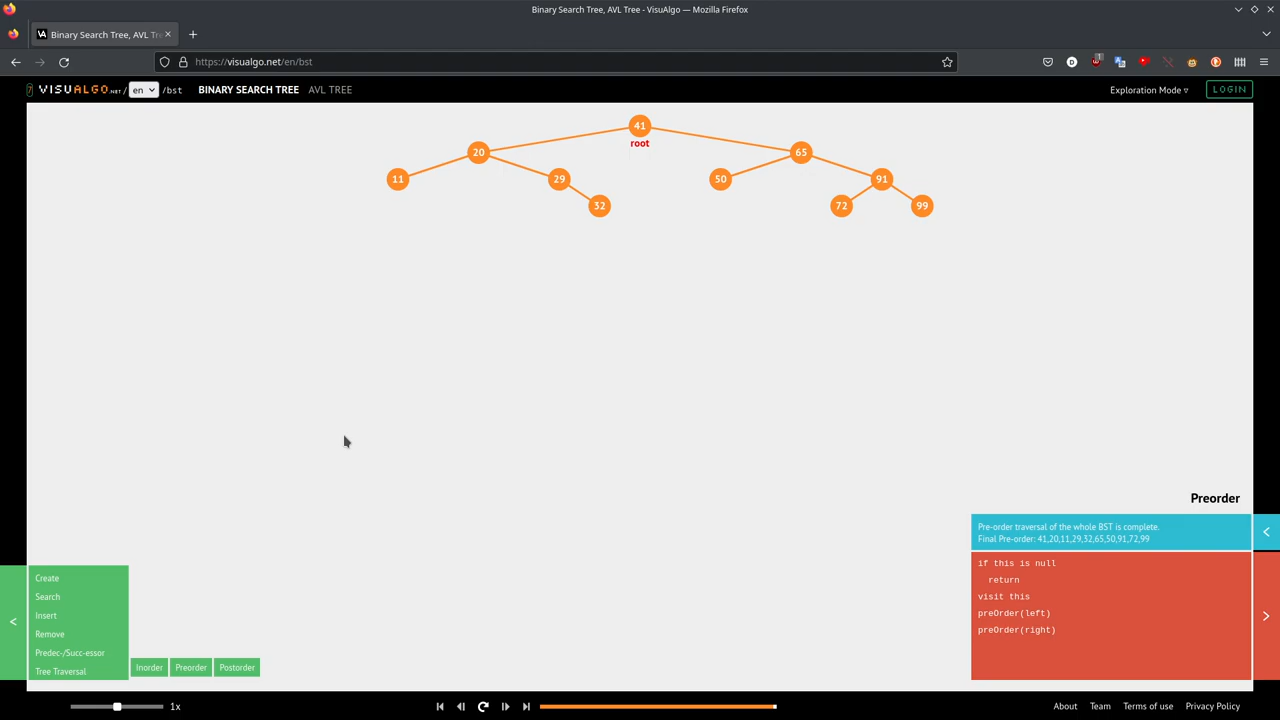 Binary Search Tree, AVL Tree - VisuAlgo — Mozilla Firefox
Binary Search Tree, AVL Tre
https://visualgo.net/en/bst
VISUALGO.NET / en /bst BINARY SEARCH TREE AVL TREE Exploration Mode ▿ LOGIN
41
root
20 65
11 29 50 91
32 72 99
Preorder
Pre-order traversal of the whole BST is complete.
Final Pre-order: 41,20,11,29,32,65,50,91,72,99
if this is null
return
visit this
preOrder(left)
preOrder(right)
Create
Search
Insert
Remove
Predec-/Succ-essor
Tree Traversal
Inorder Preorder Postorder
< < >
1x About Team Terms of use Privacy Policy